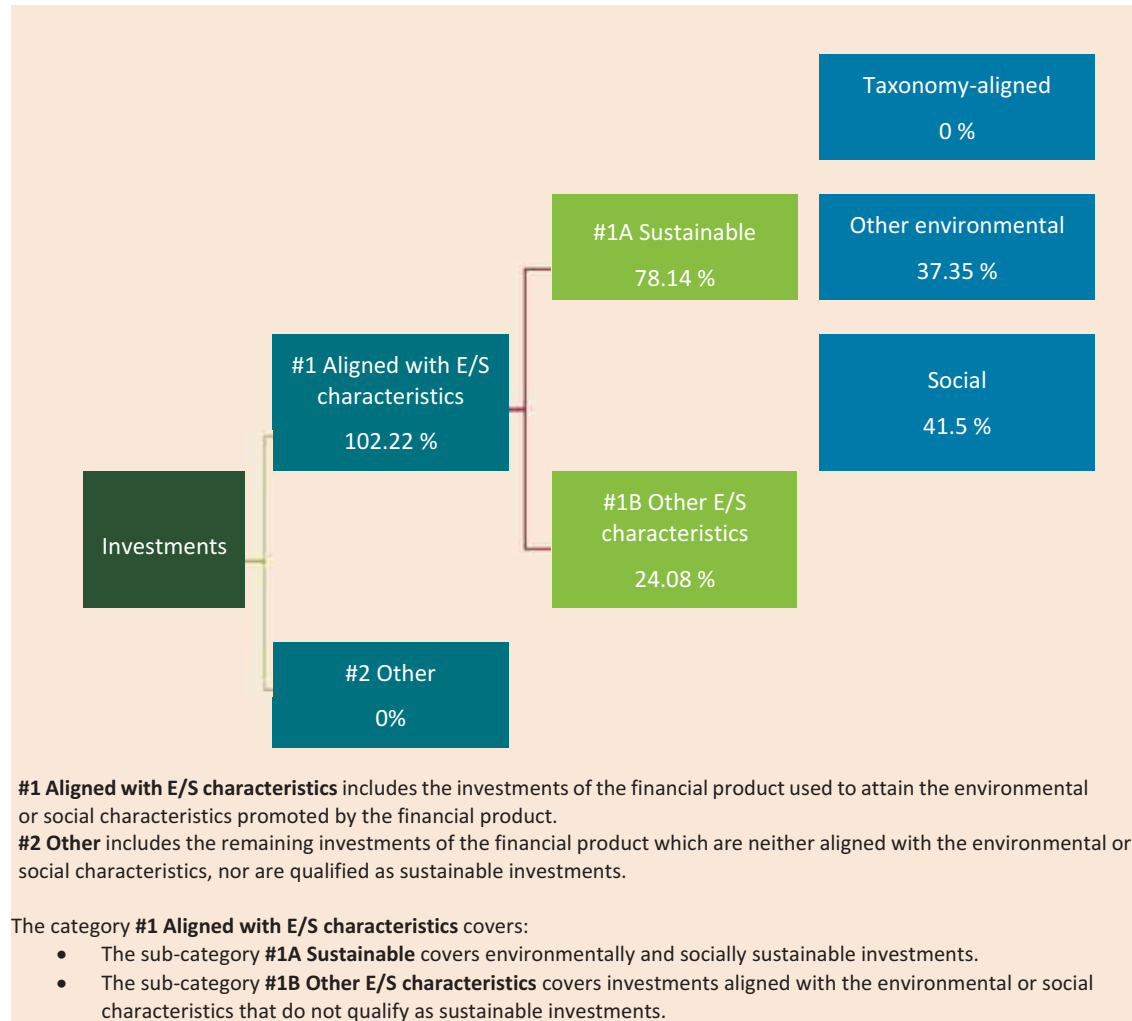 Taxonomy-aligned
0 %
#1A Sustainable
78.14 %
Other environmental
37.35 %
#1 Aligned with E/S
characteristics
102.22 %
Social
41.5 %
Investments
#1B Other E/S
characteristics
24.08 %
#2 Other
0%
#1 Aligned with E/S characteristics includes the investments of the financial product used to attain the environmental
or social characteristics promoted by the financial product.
#2 Other includes the remaining investments of the financial product which are neither aligned with the environmental or
social characteristics, nor are qualified as sustainable investments.
The category #1 Aligned with E/S characteristics covers:
• The sub-category #1A Sustainable covers environmentally and socially sustainable investments.
• The sub-category #1B Other E/S characteristics covers investments aligned with the environmental or social
characteristics that do not qualify as sustainable investments.